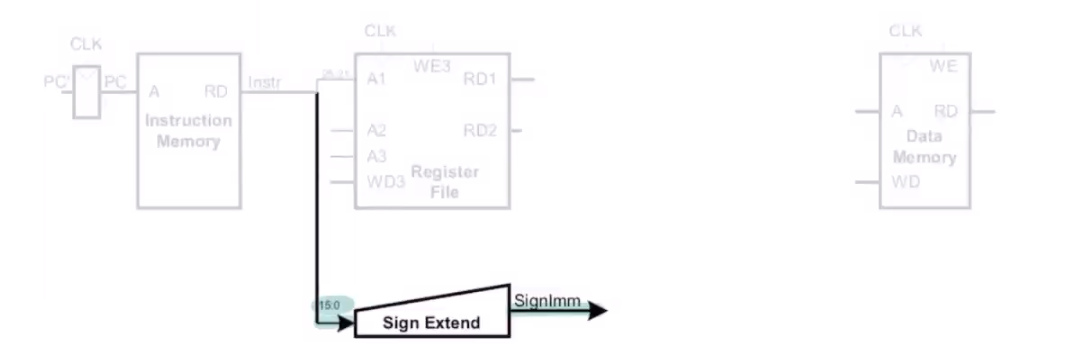 CLK
PC'
PC
A
RD
Instruction
Memory
Instr
25:21
CLK
WE3
A1
RD1
A2
RD2
A3
WD3
Register
File
CLK
WE
A
RD
Data
Memory
WD
15:0
Sign Extend
SignImm